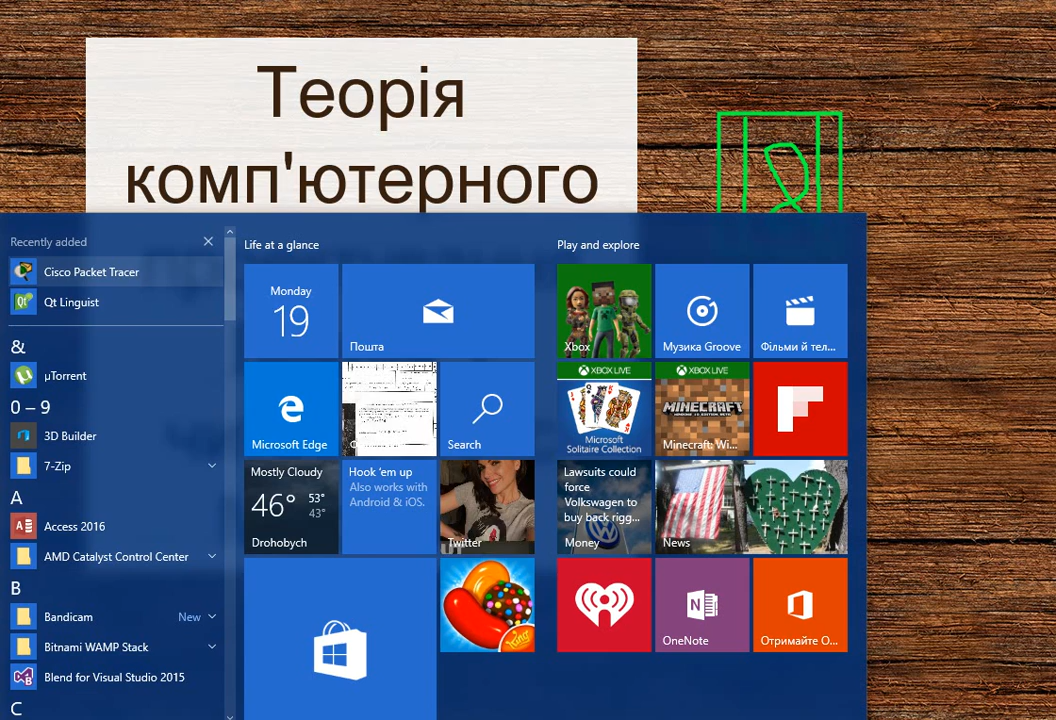 Теорія
комп'ютерного
Recently added
Cisco Packet Tracer
Qt Linguist
&
µTorrent
0 – 9
3D Builder
7-Zip
A
Access 2016
AMD Catalyst Control Center
B
Bandicam New
Bitnami WAMP Stack
Blend for Visual Studio 2015
C
Life at a glance
Monday
19
Пошта
Microsoft Edge
Search
Mostly Cloudy
46° 53°
43°
Drohobych
Hook 'em up
Also works with
Android & iOS.
Twitter
King
Play and explore
Xbox
Музика Groove
Фільми й тел...
XBOX LIVE
Microsoft
Solitaire Collection
XBOX LIVE
MINECRAFT
Minecraft: Wi...
Lawsuits could
force
Volkswagen to
buy back rigg...
Money
News
OneNote
Отримайте O...